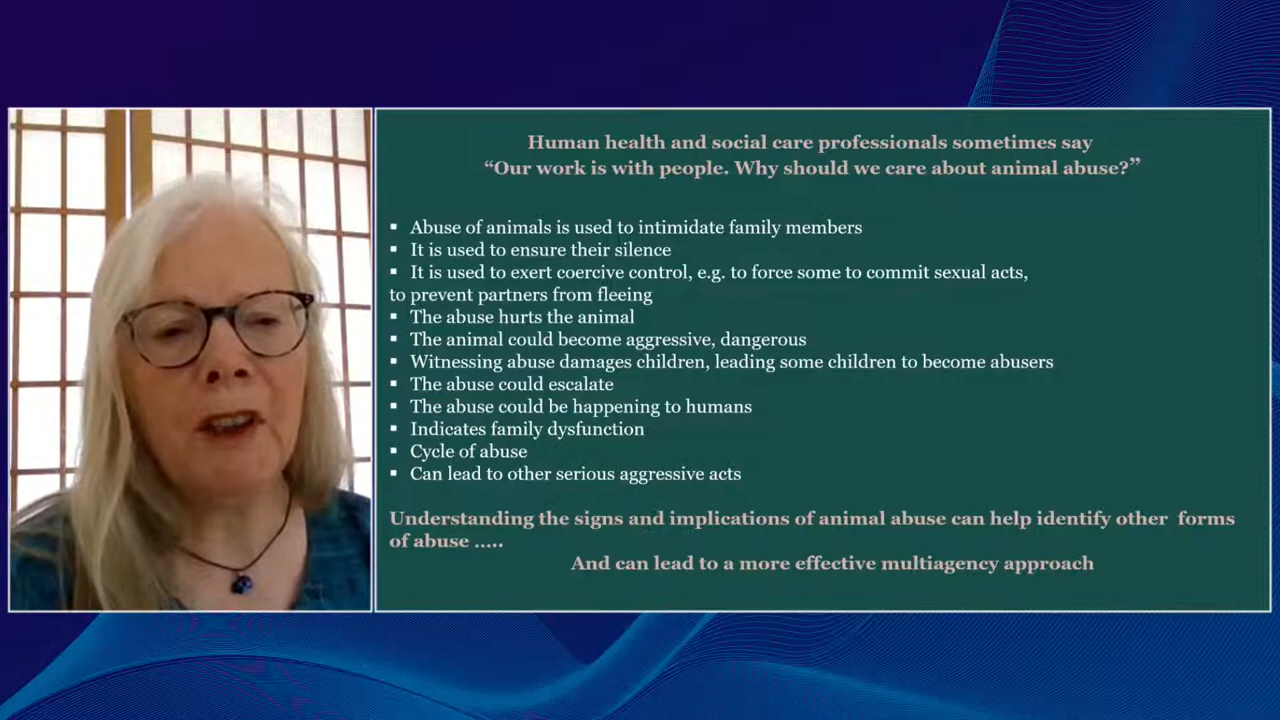 Human health and social care professionals sometimes say
“Our work is with people. Why should we care about animal abuse?”
▪ Abuse of animals is used to intimidate family members
▪ It is used to ensure their silence
▪ It is used to exert coercive control, e.g. to force some to commit sexual acts,
to prevent partners from fleeing
▪ The abuse hurts the animal
▪ The animal could become aggressive, dangerous
▪ Witnessing abuse damages children, leading some children to become abusers
▪ The abuse could escalate
▪ The abuse could be happening to humans
▪ Indicates family dysfunction
▪ Cycle of abuse
▪ Can lead to other serious aggressive acts
Understanding the signs and implications of animal abuse can help identify other forms
of abuse .....
And can lead to a more effective multiagency approach